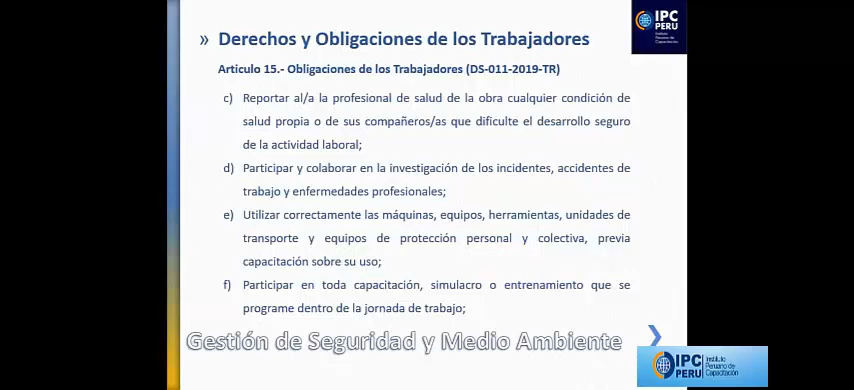 » Derechos y Obligaciones de los Trabajadores
Articulo 15.- Obligaciones de los Trabajadores (DS-011-2019-TR)
c) Reportar al/a la profesional de salud de la obra cualquier condición de
salud propia o de sus compañeros/as que dificulte el desarrollo seguro
de la actividad laboral;
d) Participar y colaborar en la investigación de los incidentes, accidentes de
trabajo y enfermedades profesionales;
e) Utilizar correctamente las máquinas, equipos, herramientas, unidades de
transporte y equipos de protección personal y colectiva, previa
capacitación sobre su uso;
f) Participar en toda capacitación, simulacro o entrenamiento que se
programe dentro de la jornada de trabajo;
Gestión de Seguridad y Medio Ambiente
IPC
PERU
Instituto
Peruano de
Capacitación
IPC
PERU
Instituto
Peruano de
Capacitación